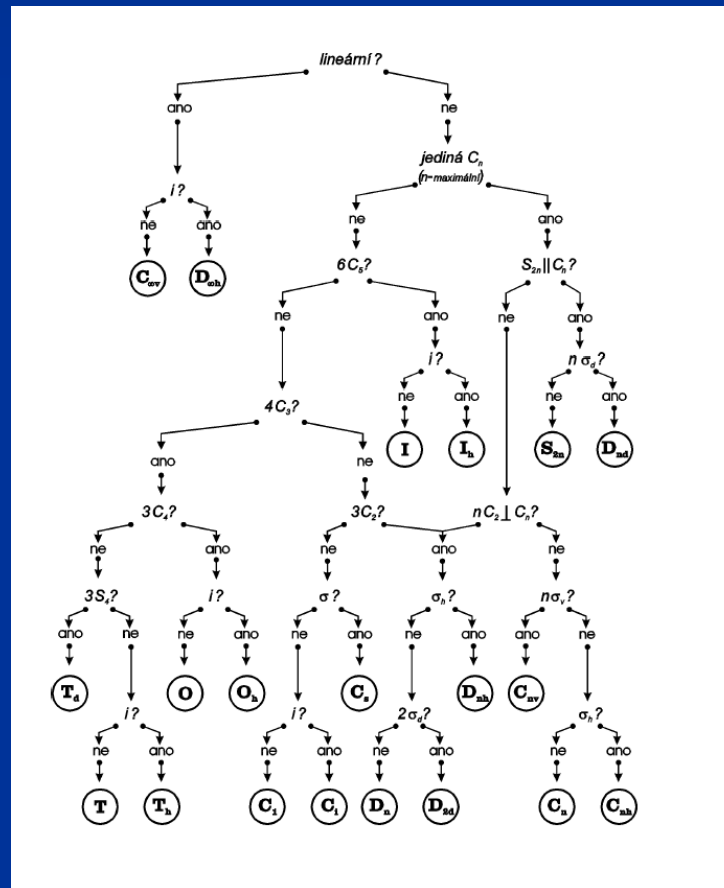 lineární ?
ano ne
jediná Cₙ
(n-maximální)
i ?
ne ano
ne ano
C∞v D∞h
6C₅? S₂ₙ||Cₙ?
ne ano ne ano
i ? n σd?
ne ano ne ano
4C₃?
I Iₕ S₂ₙ Dₙd
ano ne
3C₄? 3C₂? nC₂⊥Cₙ?
ne ano ne ano ne
3S₄? i ? σ? σₕ? nσᵥ?
ano ne ne ano ne ano ne ano ano ne
Td O Oₕ Cₛ Dₙₕ Cₙᵥ
i ? i ? 2σd? σₕ?
ne ano ne ano ne ano ne ano
T Tₕ C₁ Cᵢ Dₙ D₂d Cₙ Cₙₕ